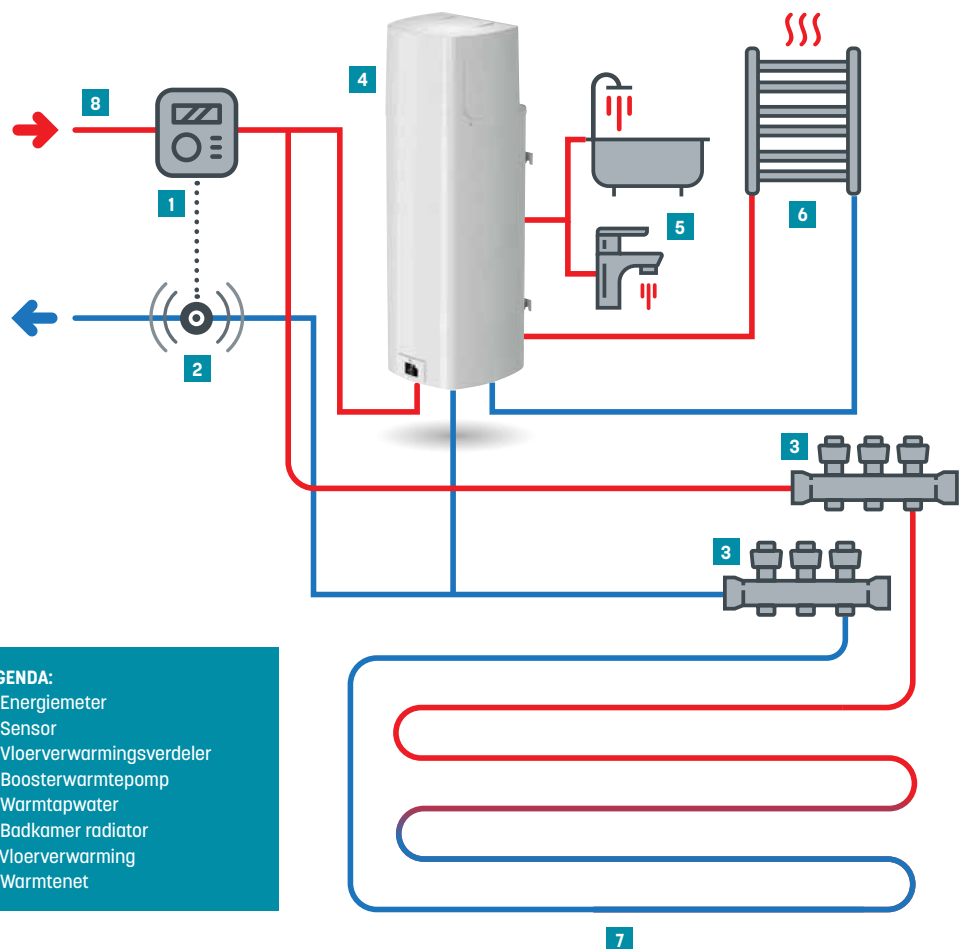 8
4
1
5
6
2
3
3
GENDA:
Energiemeter
Sensor
Vloerverwarmingsverdeler
Boosterwarmtepomp
Warmtapwater
Badkamer radiator
Vloerverwarming
Warmtenet
7